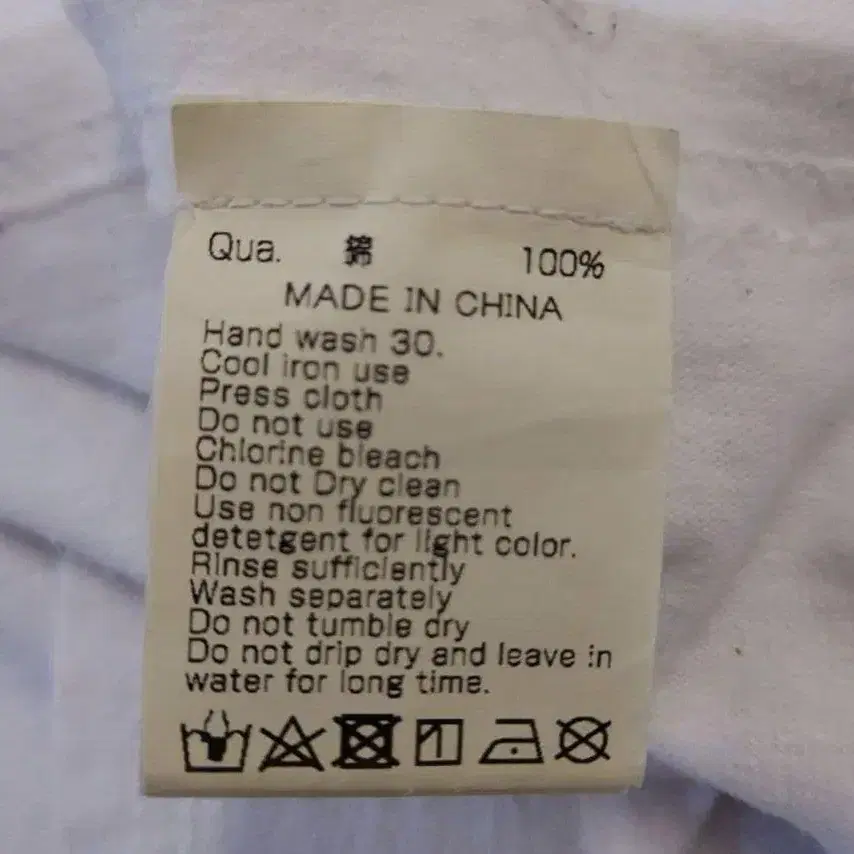 Qua. 綿 100%
MADE IN CHINA
Hand wash 30.
Cool iron use
Press cloth
Do not use
Chlorine bleach
Do not Dry clean
Use non fluorescent
detetgent for light color.
Rinse sufficiently
Wash separately
Do not tumble dry
Do not drip dry and leave in
water for long time.